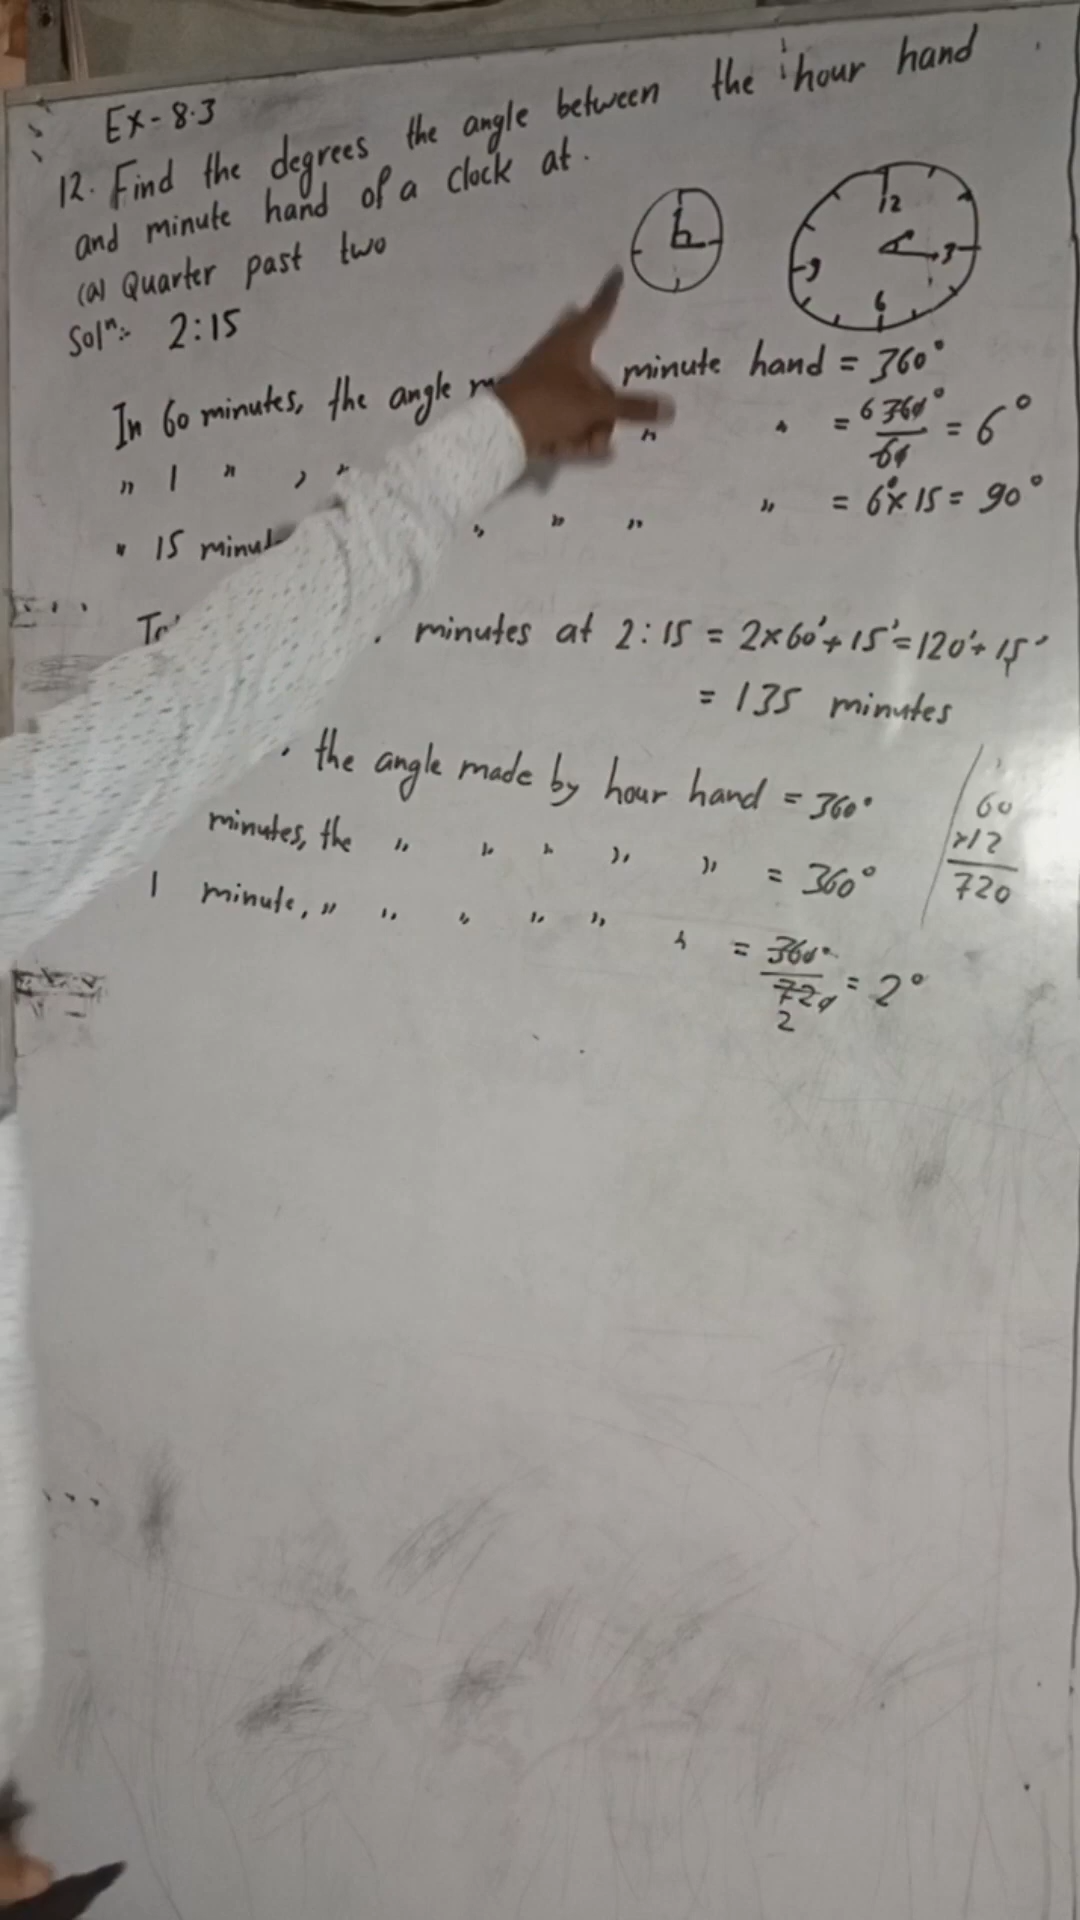 Ex-8.3
12. Find the degrees the angle between the hour hand
and minute hand of a clock at.
(a) Quarter past two
Solⁿ:- 2:15
12
3
6
9
In 60 minutes, the angle minute hand = 360°
" 1 " , " " " = 360°/60 = 6°
6
" 15 " " " " = 6°×15 = 90°
minutes at 2:15 = 2×60'+15'=120'+15'
= 135 minutes
the angle made by hour hand = 360°
60
×12
720
minutes, the " " " " " = 360°
1 minute, " " " " " " = 360°/720 = 2°
2